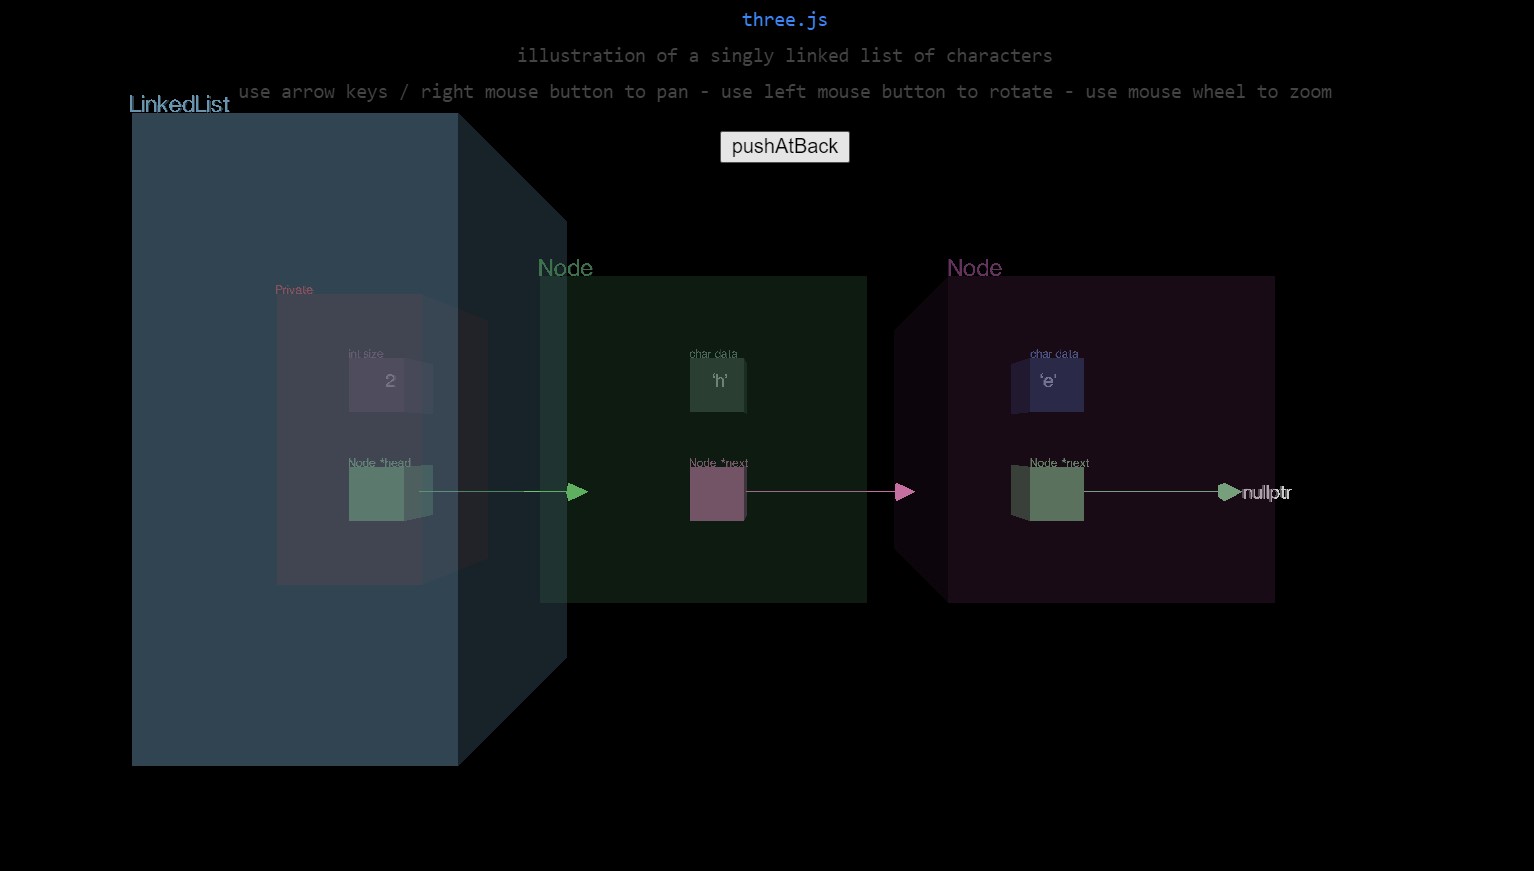 three.js
illustration of a singly linked list of characters
use arrow keys / right mouse button to pan - use left mouse button to rotate - use mouse wheel to zoom
LinkedList
pushAtBack
Node
Node
Private
int size
char data
char data
2
'h'
'e'
Node *head
Node *next
Node *next
nullptr